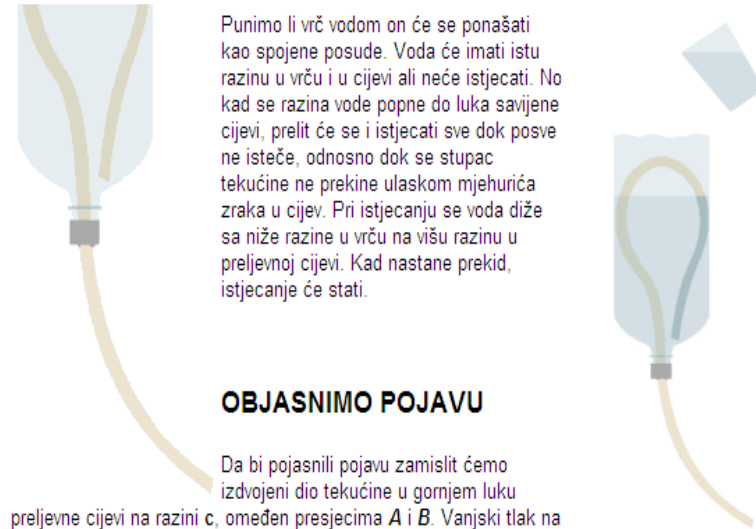 Punimo li vrč vodom on će se ponašati
kao spojene posude. Voda će imati istu
razinu u vrču i u cijevi ali neće istjecati. No
kad se razina vode popne do luka savijene
cijevi, prelit će se i istjecati sve dok posve
ne isteče, odnosno dok se stupac
tekućine ne prekine ulaskom mjehurića
zraka u cijev. Pri istjecanju se voda diže
sa niže razine u vrču na višu razinu u
preljevnoj cijevi. Kad nastane prekid,
istjecanje će stati.
OBJASNIMO POJAVU
Da bi pojasnili pojavu zamislit ćemo
izdvojeni dio tekućine u gornjem luku
preljevne cijevi na razini c, omeđen presjecima A i B. Vanjski tlak na